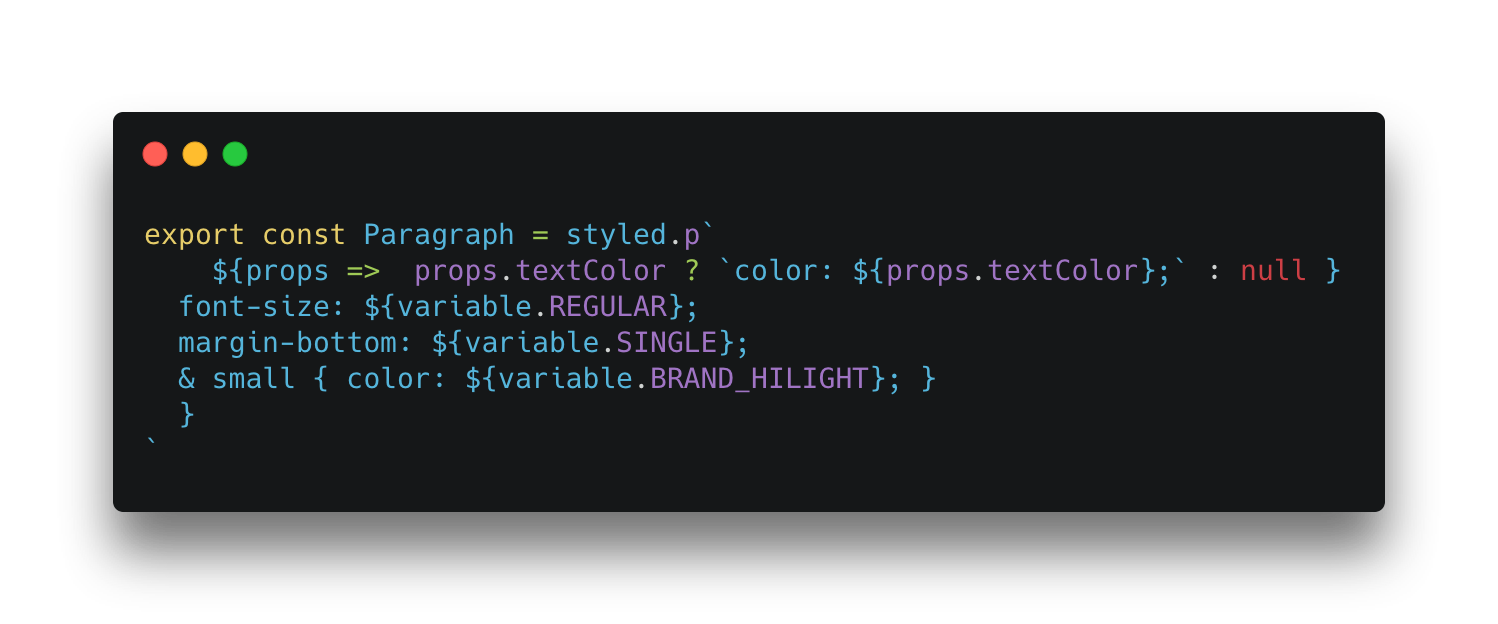 export const Paragraph = styled.p`
    ${props =>  props.textColor ? `color: ${props.textColor};` : null }
  font-size: ${variable.REGULAR};
  margin-bottom: ${variable.SINGLE};
  & small { color: ${variable.BRAND_HILIGHT}; }
  }
`